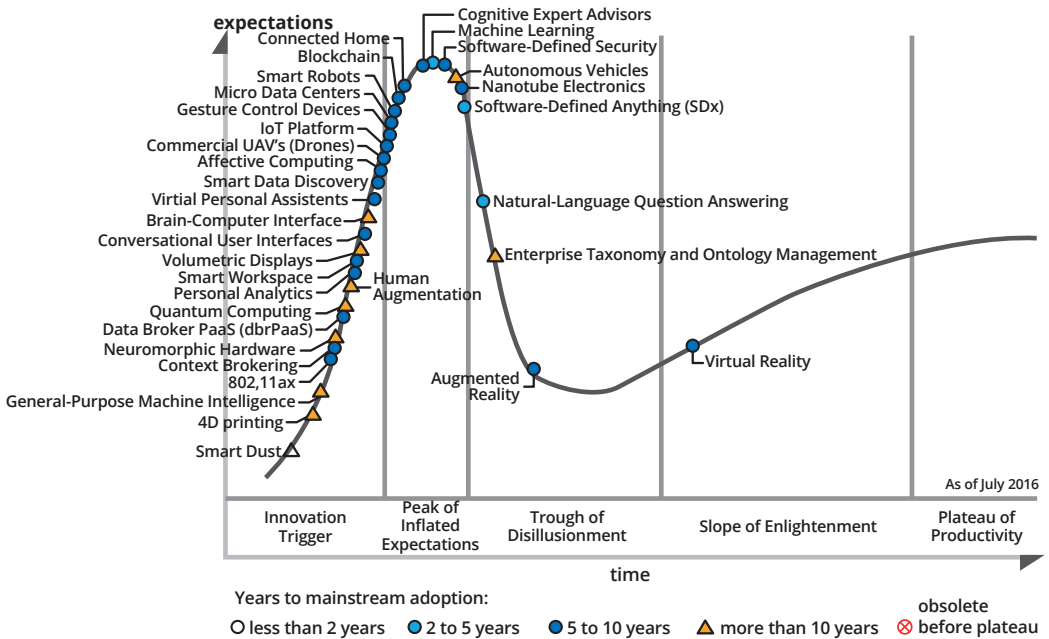 expectations
Cognitive Expert Advisors
Machine Learning
Software-Defined Security
Autonomous Vehicles
Nanotube Electronics
Software-Defined Anything (SDx)
Connected Home
Blockchain
Smart Robots
Micro Data Centers
Gesture Control Devices
IoT Platform
Commercial UAV's (Drones)
Affective Computing
Smart Data Discovery
Virtial Personal Assistents
Brain-Computer Interface
Conversational User Interfaces
Volumetric Displays
Smart Workspace
Personal Analytics
Quantum Computing
Data Broker PaaS (dbrPaaS)
Neuromorphic Hardware
Context Brokering
802,11ax
General-Purpose Machine Intelligence
4D printing
Smart Dust
Human
Augmentation
Natural-Language Question Answering
Enterprise Taxonomy and Ontology Management
Augmented
Reality
Virtual Reality
As of July 2016
Innovation
Trigger
Peak of
Inflated
Expectations
Trough of
Disillusionment
Slope of Enlightenment
Plateau of
Productivity
time
Years to mainstream adoption:
less than 2 years
2 to 5 years
5 to 10 years
more than 10 years
obsolete
before plateau